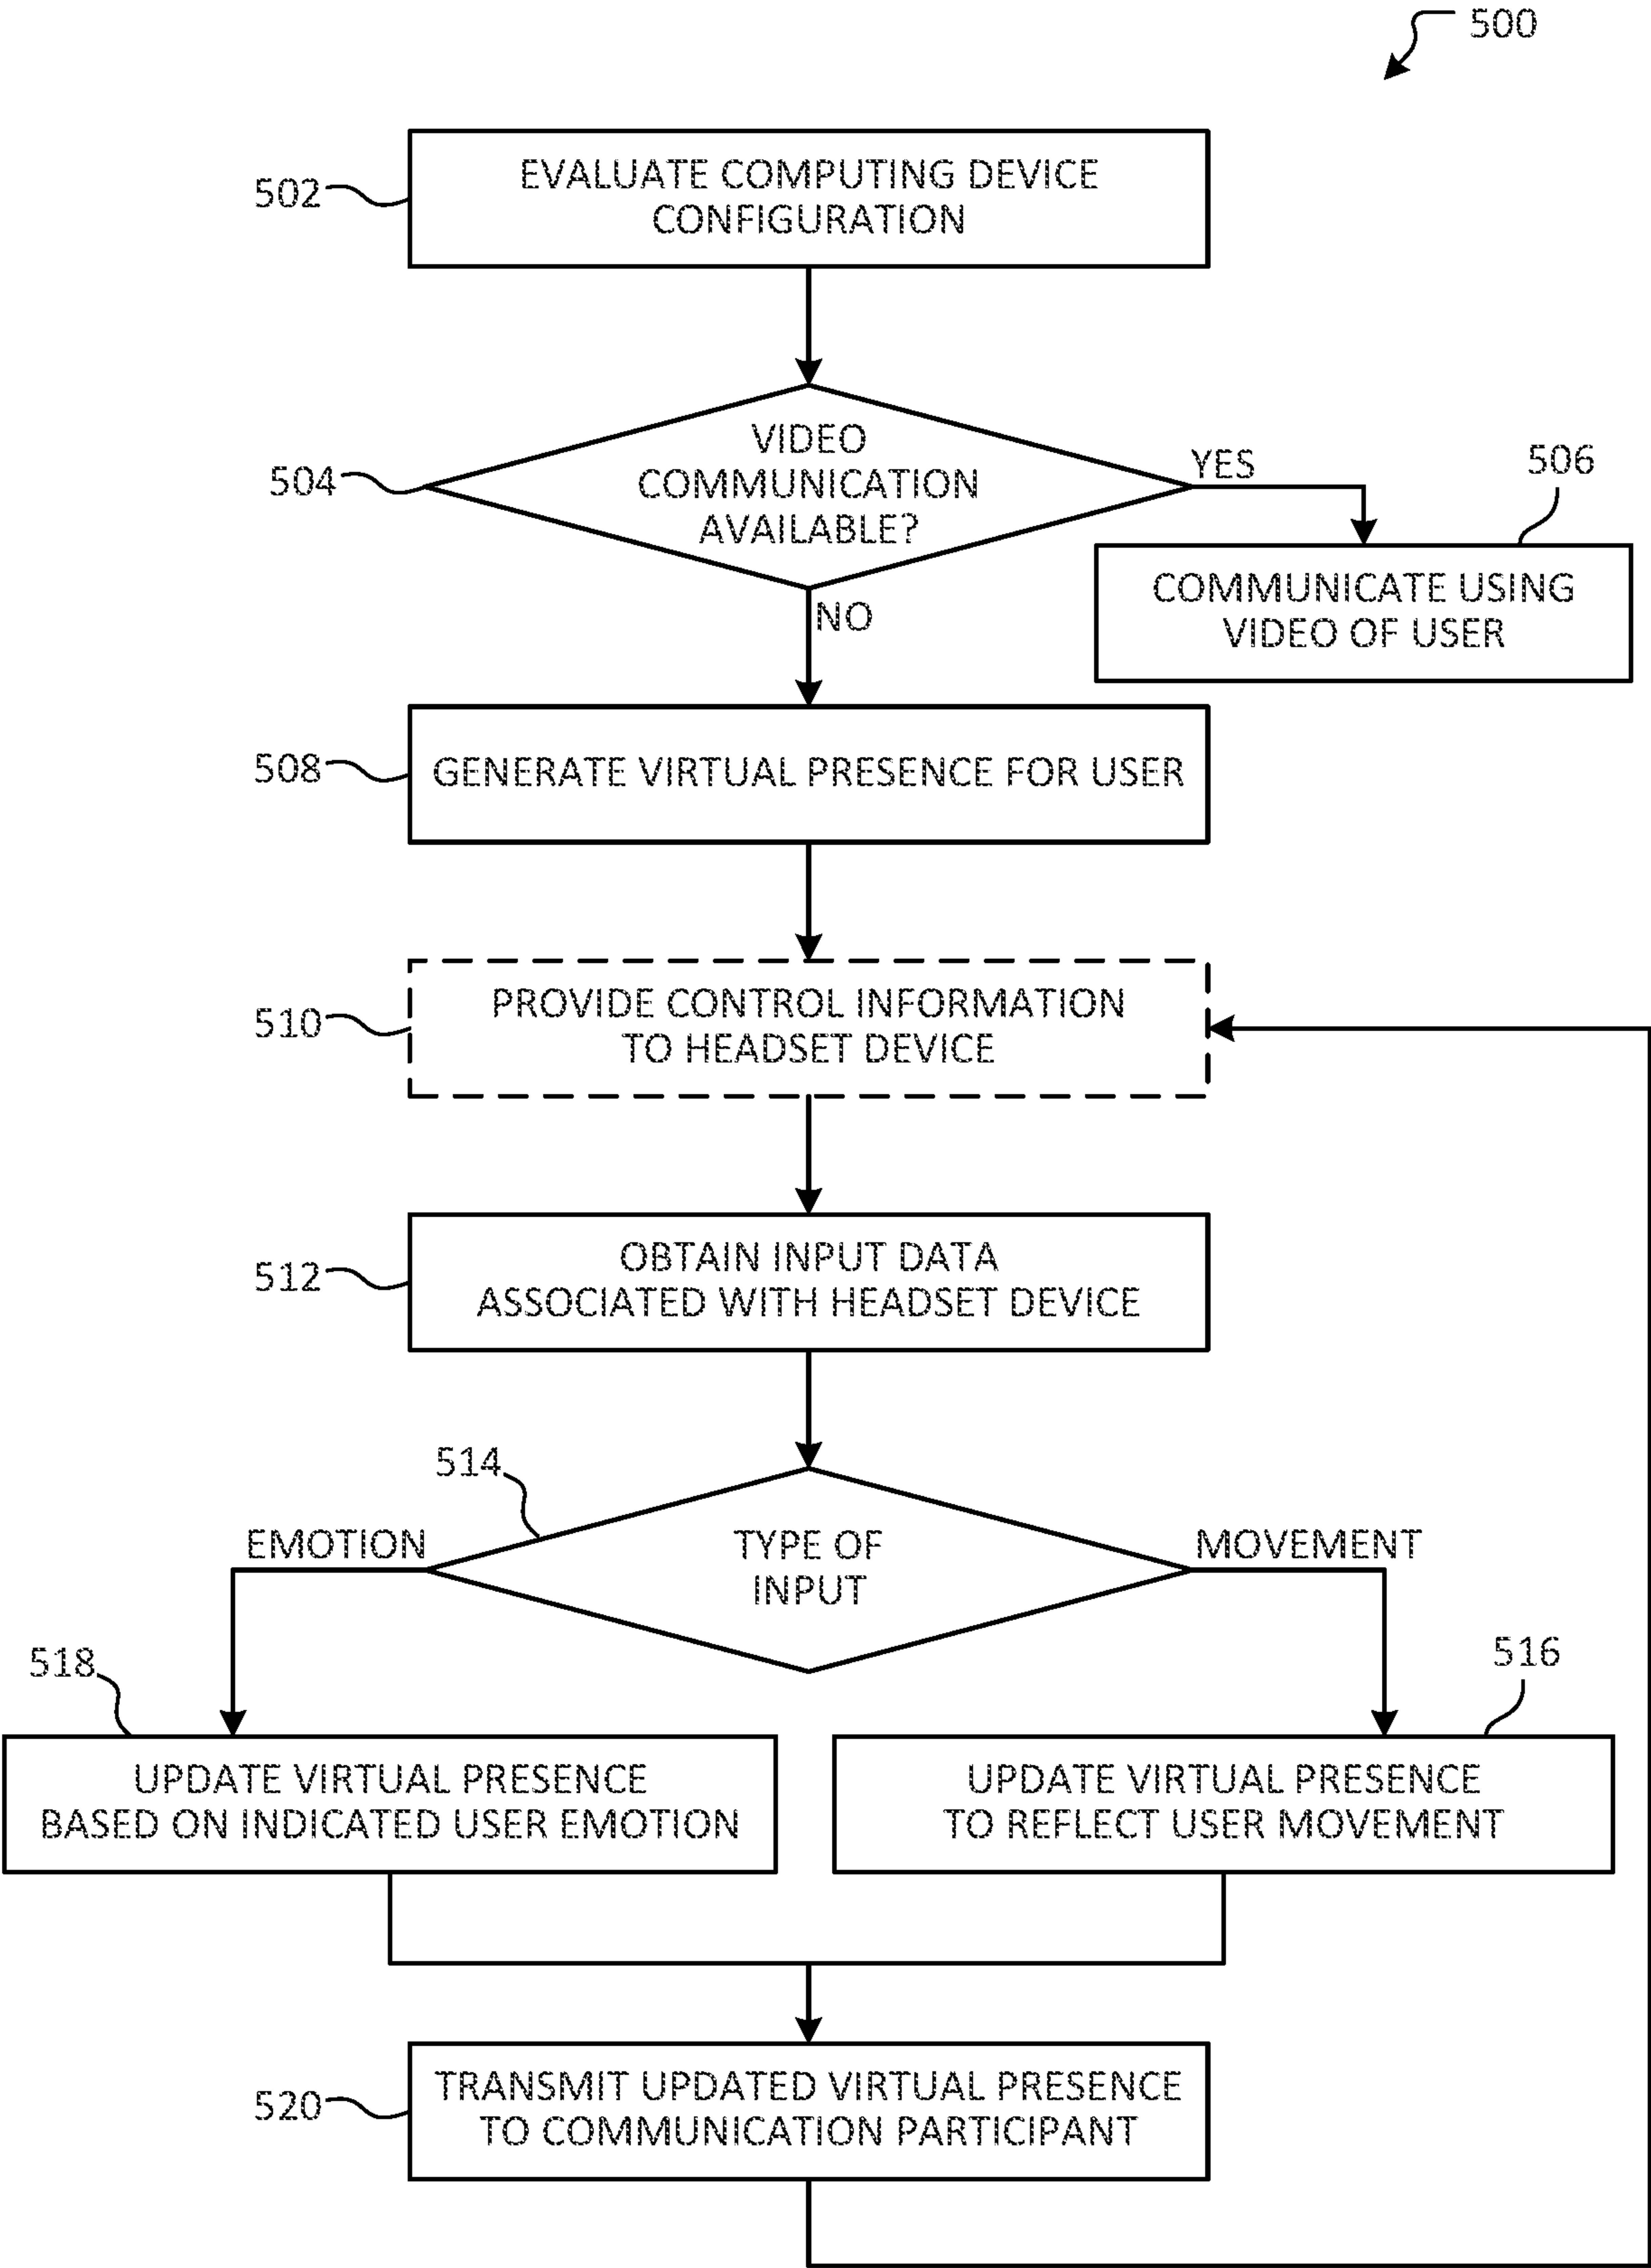 500
502
EVALUATE COMPUTING DEVICE
CONFIGURATION
504
VIDEO
COMMUNICATION
AVAILABLE?
YES
506
COMMUNICATE USING
VIDEO OF USER
NO
508
GENERATE VIRTUAL PRESENCE FOR USER
510
PROVIDE CONTROL INFORMATION
TO HEADSET DEVICE
512
OBTAIN INPUT DATA
ASSOCIATED WITH HEADSET DEVICE
514
EMOTION
TYPE OF
INPUT
MOVEMENT
518
UPDATE VIRTUAL PRESENCE
BASED ON INDICATED USER EMOTION
516
UPDATE VIRTUAL PRESENCE
TO REFLECT USER MOVEMENT
520
TRANSMIT UPDATED VIRTUAL PRESENCE
TO COMMUNICATION PARTICIPANT